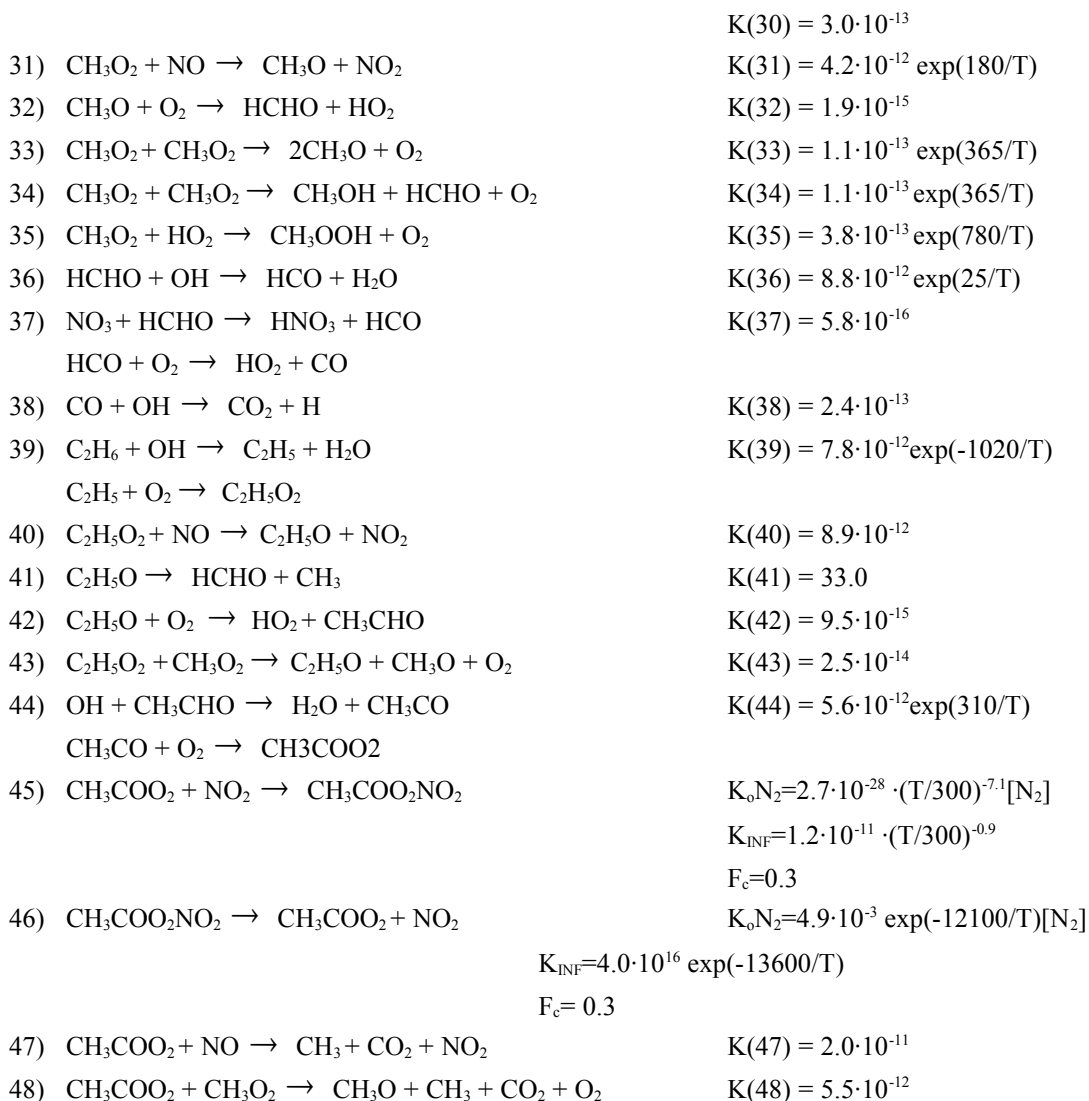 K(30) = 3.0·10⁻¹³
31) CH₃O₂ + NO → CH₃O + NO₂ K(31) = 4.2·10⁻¹² exp(180/T)
32) CH₃O + O₂ → HCHO + HO₂ K(32) = 1.9·10⁻¹⁵
33) CH₃O₂ + CH₃O₂ → 2CH₃O + O₂ K(33) = 1.1·10⁻¹³ exp(365/T)
34) CH₃O₂ + CH₃O₂ → CH₃OH + HCHO + O₂ K(34) = 1.1·10⁻¹³ exp(365/T)
35) CH₃O₂ + HO₂ → CH₃OOH + O₂ K(35) = 3.8·10⁻¹³ exp(780/T)
36) HCHO + OH → HCO + H₂O K(36) = 8.8·10⁻¹² exp(25/T)
37) NO₃ + HCHO → HNO₃ + HCO K(37) = 5.8·10⁻¹⁶
HCO + O₂ → HO₂ + CO
38) CO + OH → CO₂ + H K(38) = 2.4·10⁻¹³
39) C₂H₆ + OH → C₂H₅ + H₂O K(39) = 7.8·10⁻¹²exp(-1020/T)
C₂H₅ + O₂ → C₂H₅O₂
40) C₂H₅O₂ + NO → C₂H₅O + NO₂ K(40) = 8.9·10⁻¹²
41) C₂H₅O → HCHO + CH₃ K(41) = 33.0
42) C₂H₅O + O₂ → HO₂ + CH₃CHO K(42) = 9.5·10⁻¹⁵
43) C₂H₅O₂ + CH₃O₂ → C₂H₅O + CH₃O + O₂ K(43) = 2.5·10⁻¹⁴
44) OH + CH₃CHO → H₂O + CH₃CO K(44) = 5.6·10⁻¹²exp(310/T)
CH₃CO + O₂ → CH3COO2
45) CH₃COO₂ + NO₂ → CH₃COO₂NO₂ KₒN₂=2.7·10⁻²⁸ ·(T/300)⁻⁷·¹[N₂]
K_INF=1.2·10⁻¹¹ ·(T/300)⁻⁰·⁹
F_c=0.3
46) CH₃COO₂NO₂ → CH₃COO₂ + NO₂ KₒN₂=4.9·10⁻³ exp(-12100/T)[N₂]
K_INF=4.0·10¹⁶ exp(-13600/T)
F_c= 0.3
47) CH₃COO₂ + NO → CH₃ + CO₂ + NO₂ K(47) = 2.0·10⁻¹¹
48) CH₃COO₂ + CH₃O₂ → CH₃O + CH₃ + CO₂ + O₂ K(48) = 5.5·10⁻¹²